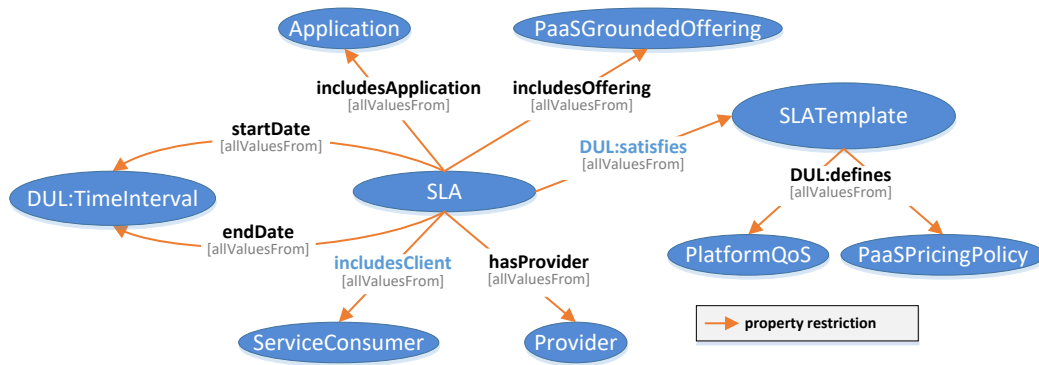 Application
PaaSGroundedOffering
includesApplication
[allValuesFrom]
includesOffering
[allValuesFrom]
SLATemplate
startDate
[allValuesFrom]
DUL:satisfies
[allValuesFrom]
DUL:defines
[allValuesFrom]
DUL:TimeInterval
SLA
endDate
[allValuesFrom]
includesClient
[allValuesFrom]
hasProvider
[allValuesFrom]
PlatformQoS
PaaSPricingPolicy
property restriction
ServiceConsumer
Provider